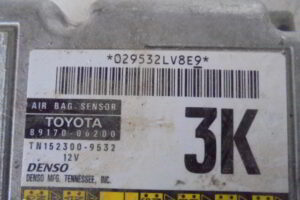 *029532LV8E9*
AIR BAG SENSOR
TOYOTA
89170-06200
TN152300-9532
12V
3K
DENSO
DENSO MFG. TENNESSEE, INC.